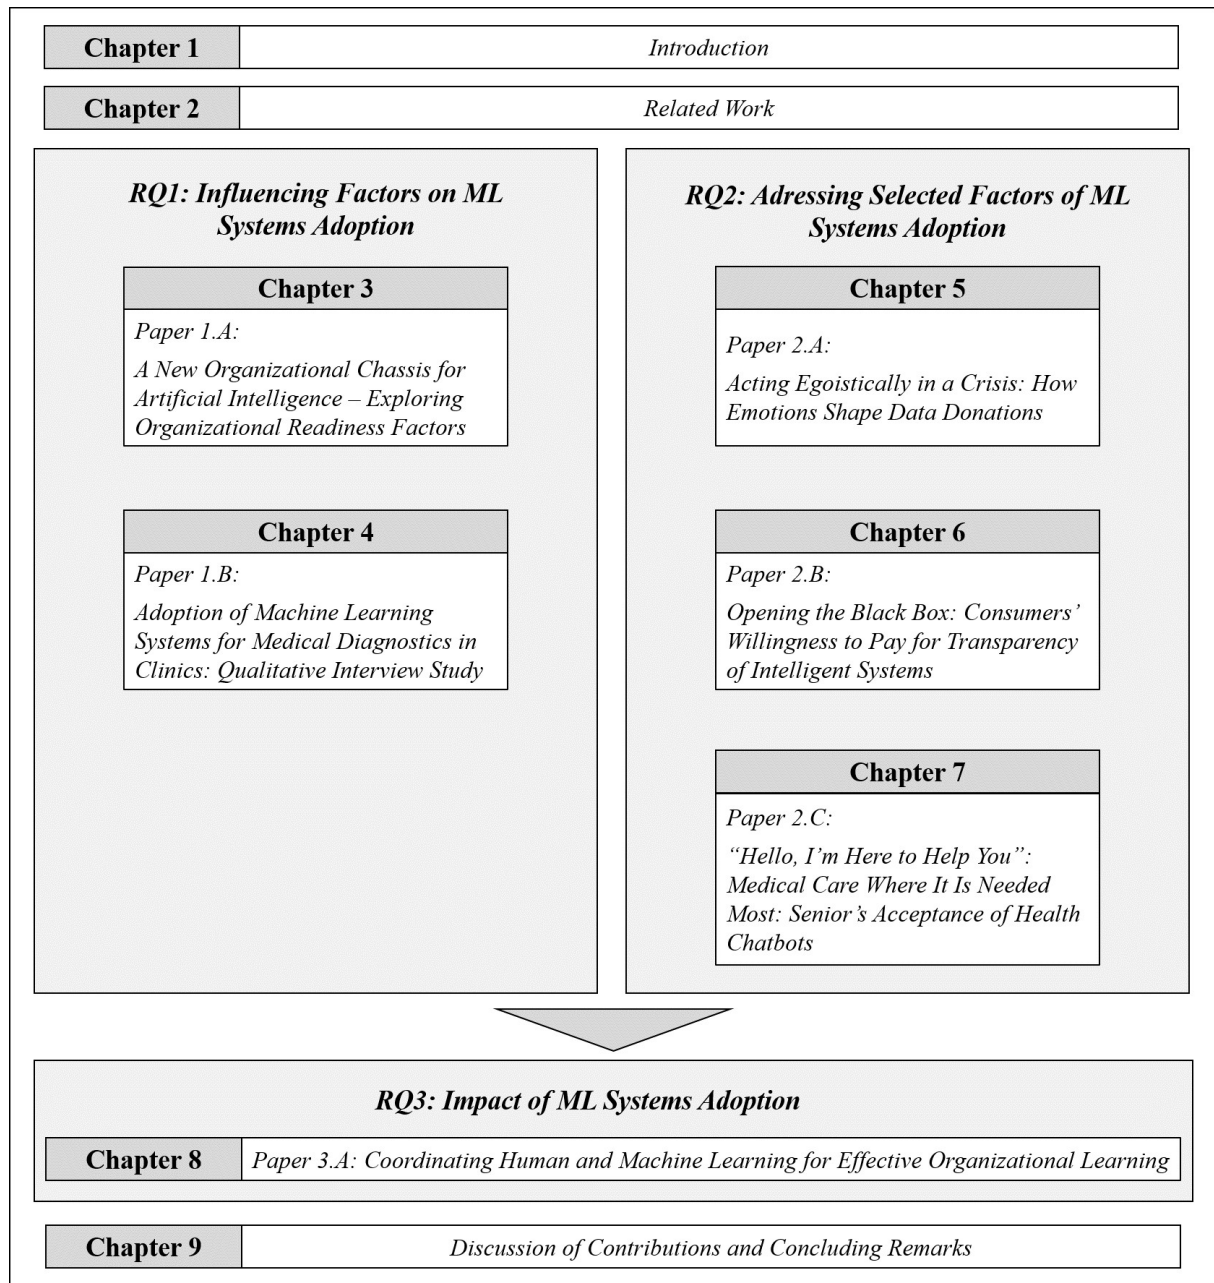 Chapter 1
Introduction
Chapter 2
Related Work
RQ1: Influencing Factors on ML
Systems Adoption
Chapter 3
Paper 1.A:
A New Organizational Chassis for
Artificial Intelligence – Exploring
Organizational Readiness Factors
Chapter 4
Paper 1.B:
Adoption of Machine Learning
Systems for Medical Diagnostics in
Clinics: Qualitative Interview Study
RQ2: Adressing Selected Factors of ML
Systems Adoption
Chapter 5
Paper 2.A:
Acting Egoistically in a Crisis: How
Emotions Shape Data Donations
Chapter 6
Paper 2.B:
Opening the Black Box: Consumers’
Willingness to Pay for Transparency
of Intelligent Systems
Chapter 7
Paper 2.C:
“Hello, I’m Here to Help You”:
Medical Care Where It Is Needed
Most: Senior’s Acceptance of Health
Chatbots
RQ3: Impact of ML Systems Adoption
Chapter 8
Paper 3.A: Coordinating Human and Machine Learning for Effective Organizational Learning
Chapter 9
Discussion of Contributions and Concluding Remarks